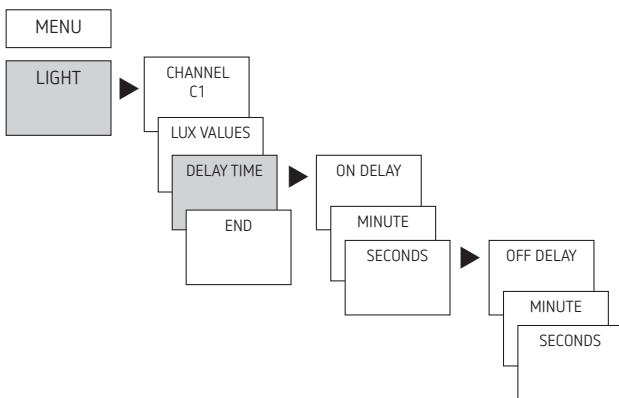 MENU
LIGHT
CHANNEL
C1
LUX VALUES
DELAY TIME
END
ON DELAY
MINUTE
SECONDS
OFF DELAY
MINUTE
SECONDS